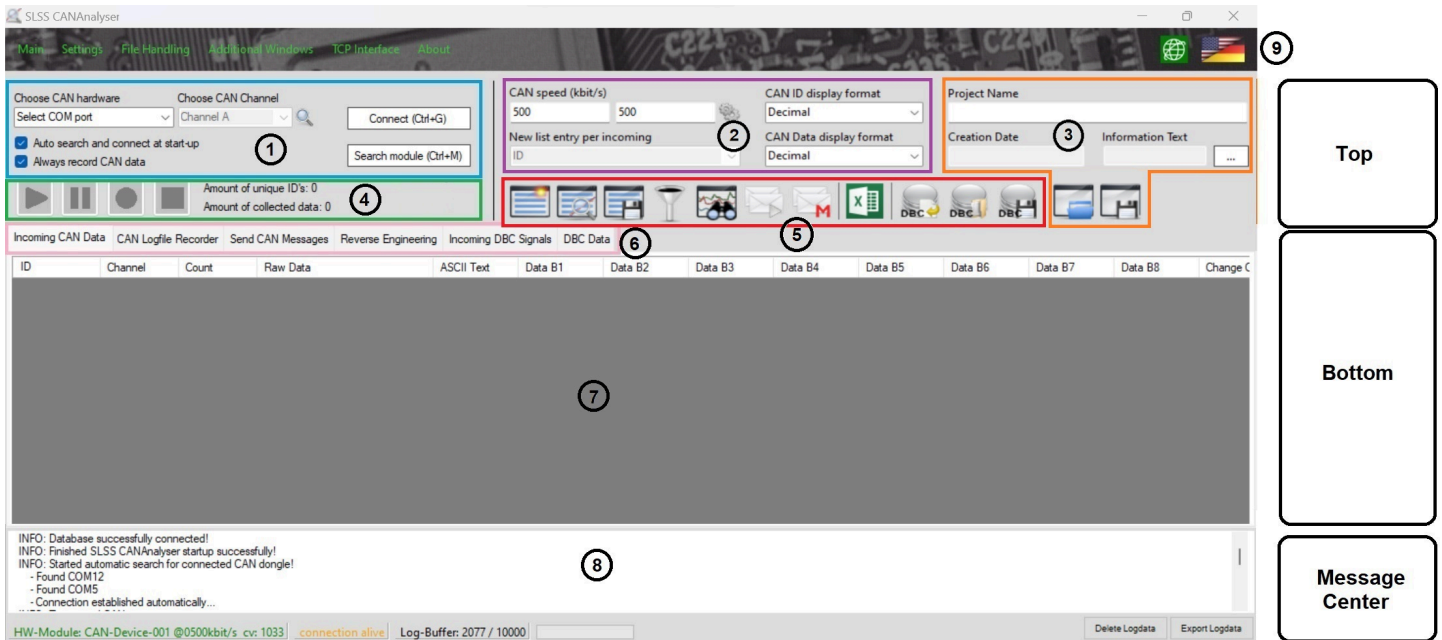 SLSS CANAnalyser
Main Settings File Handling Additional Windows TCP Interface About
9
Choose CAN hardware Choose CAN Channel
Select COM port Channel A Connect (Ctrl+G)
Auto search and connect at start-up
Always record CAN data
Search module (Ctrl+M)
1
CAN speed (kbit/s) CAN ID display format
500 500 Decimal
New list entry per incoming CAN Data display format
ID Decimal
2
Project Name
Creation Date Information Text
...
3
Top
Amount of unique ID's: 0
Amount of collected data: 0
4
M X DBC DBC DBC
5
Incoming CAN Data CAN Logfile Recorder Send CAN Messages Reverse Engineering Incoming DBC Signals DBC Data
6
ID Channel Count Raw Data ASCII Text Data B1 Data B2 Data B3 Data B4 Data B5 Data B6 Data B7 Data B8 Change C
7
Bottom
INFO: Database successfully connected!
INFO: Finished SLSS CANAnalyser startup successfully!
INFO: Started automatic search for connected CAN dongle!
- Found COM12
- Found COM5
- Connection established automatically...
8
Message
Center
HW-Module: CAN-Device-001 @0500kbit/s cv: 1033 connection alive Log-Buffer: 2077 / 10000 Delete Logdata Export Logdata